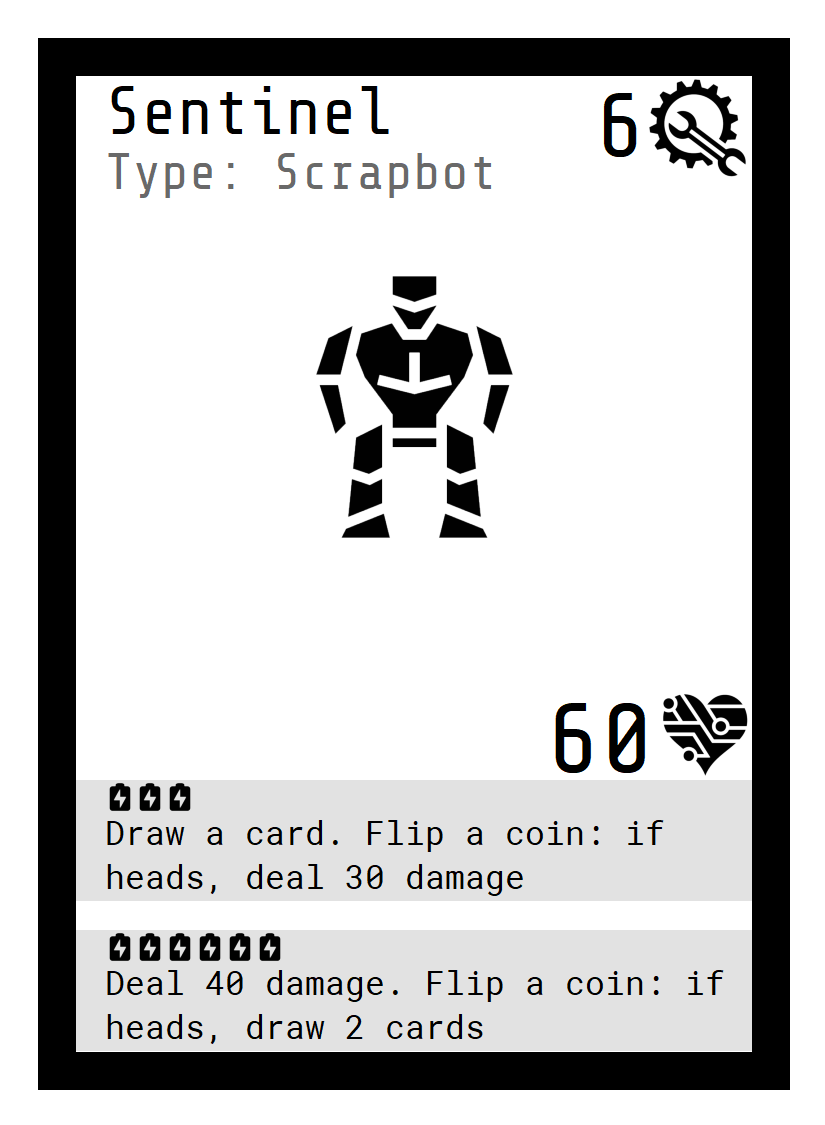 Sentinel
6
Type: Scrapbot
60
Draw a card. Flip a coin: if
heads, deal 30 damage
Deal 40 damage. Flip a coin: if
heads, draw 2 cards